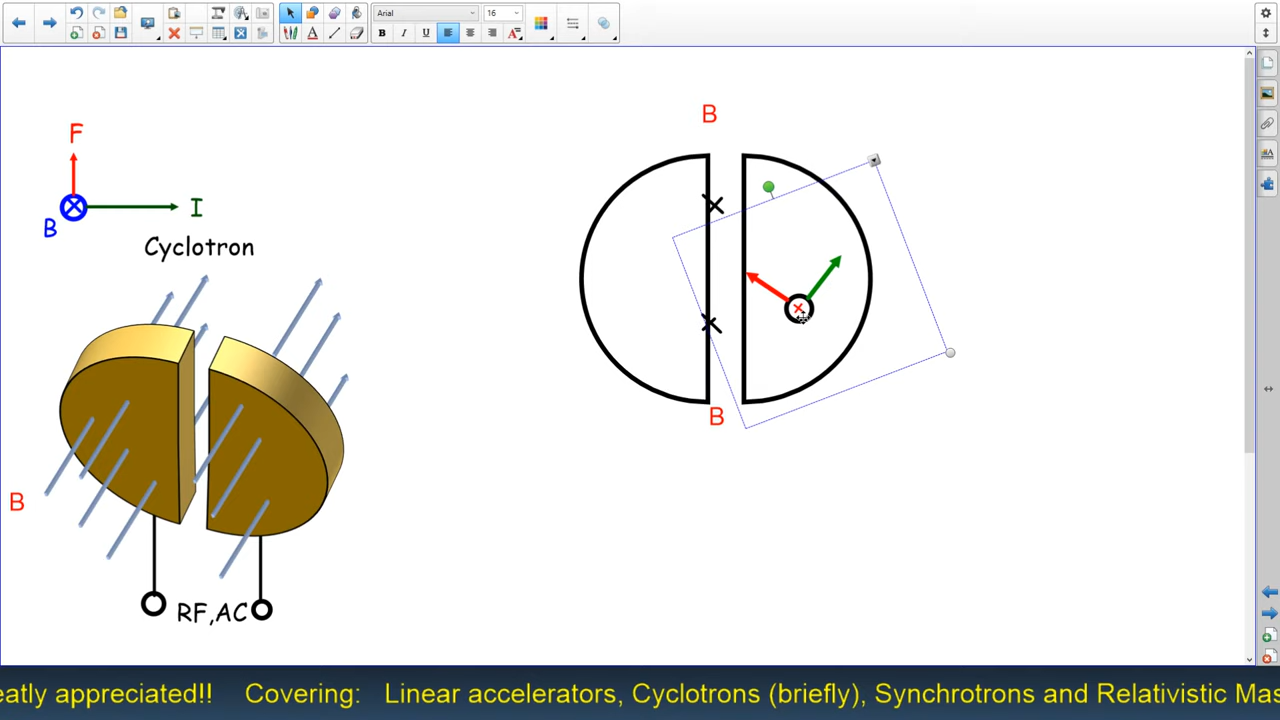 Arial
16
B I U A
F
I
B
Cyclotron
B
RF,AC
B
B
eatly appreciated!! Covering: Linear accelerators, Cyclotrons (briefly), Synchrotrons and Relativistic Mas